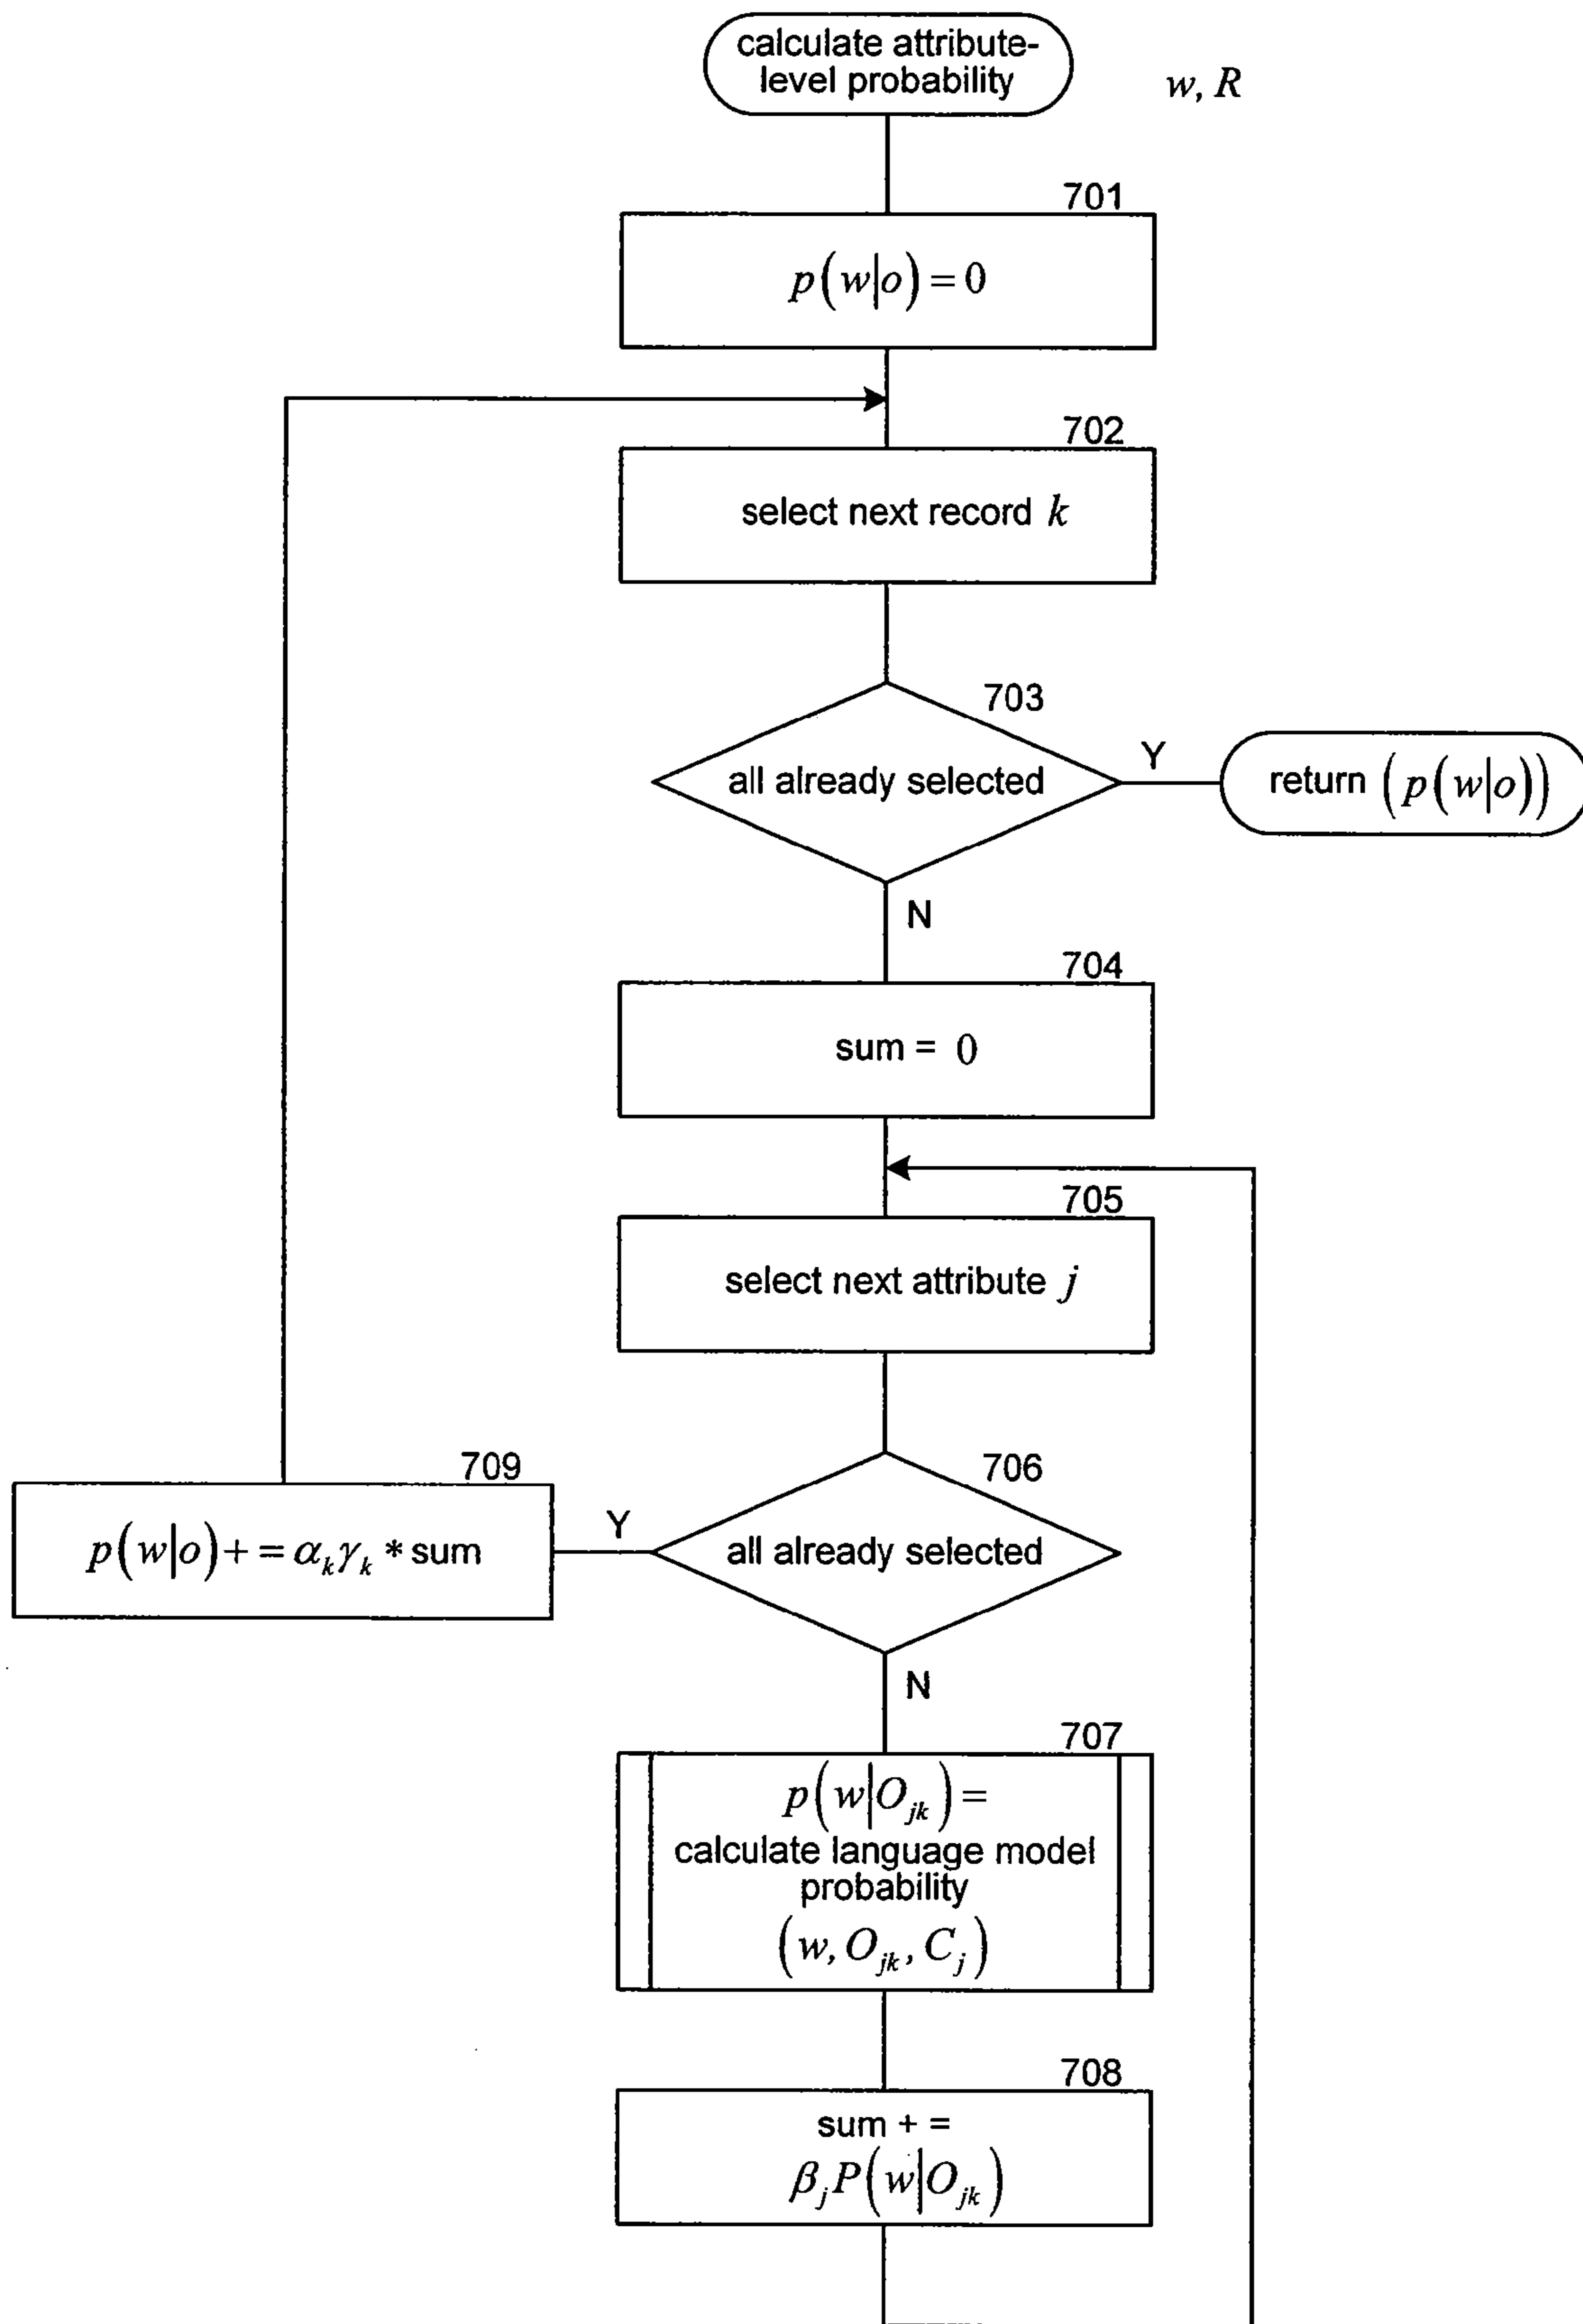 calculate attribute-
level probability
w, R
701
p(w|o) = 0
702
select next record k
703
all already selected
Y
return (p(w|o))
N
704
sum = 0
705
select next attribute j
706
all already selected
Y
709
p(w|o)+ = α_k γ_k * sum
N
707
p(w|O_jk) =
calculate language model
probability
(w, O_jk, C_j)
708
sum + =
β_j P(w|O_jk)